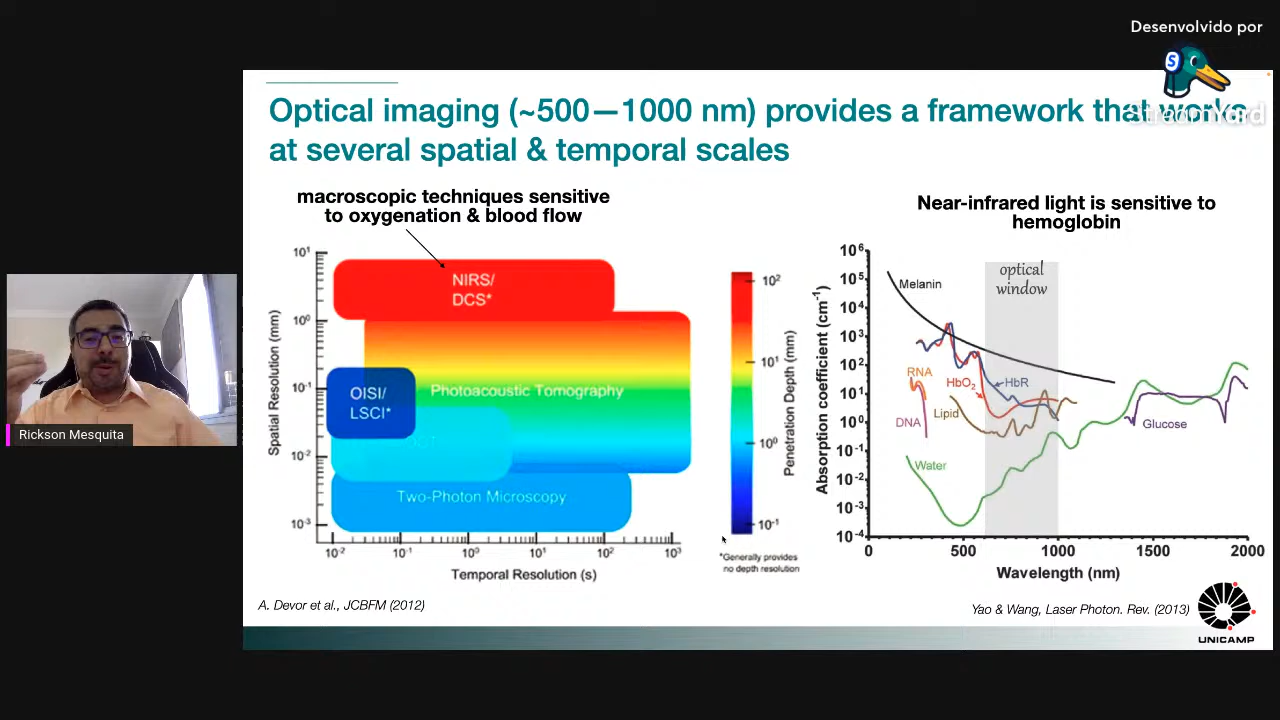 Desenvolvido por
S
StreamYard
Optical imaging (~500—1000 nm) provides a framework that works
at several spatial & temporal scales
macroscopic techniques sensitive
to oxygenation & blood flow
NIRS/
DCS*
Photoacoustic Tomography
OISI/
LSCI*
Two-Photon Microscopy
Spatial Resolution (mm)
10¹
10⁰
10⁻¹
10⁻²
10⁻³
10⁻²
10⁻¹
10⁰
10¹
10²
10³
Temporal Resolution (s)
10²
10¹
10⁰
10⁻¹
Penetration Depth (mm)
*Generally provides
no depth resolution
A. Devor et al., JCBFM (2012)
Near-infrared light is sensitive to
hemoglobin
optical
window
Absorption coefficient (cm⁻¹)
10⁶
10⁵
10⁴
10³
10²
10¹
10⁰
10⁻¹
10⁻²
10⁻³
10⁻⁴
Melanin
RNA
HbO₂
HbR
DNA
Lipid
Glucose
Water
0
500
1000
1500
2000
Wavelength (nm)
Yao & Wang, Laser Photon. Rev. (2013)
UNICAMP
Rickson Mesquita